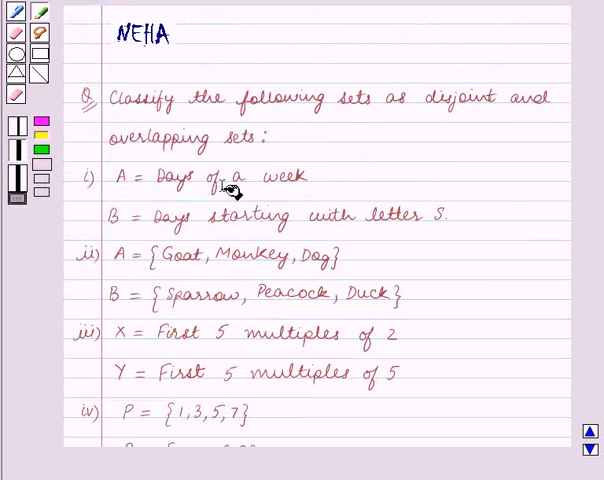 NEHA
Q Classify the following sets as disjoint and
overlapping sets :
i) A = Days of a week
B = Days starting with letter S.
ii) A = {Goat, Monkey, Dog}
B = {Sparrow, Peacock, Duck}
iii) X = First 5 multiples of 2
Y = First 5 multiples of 5
iv) P = {1,3,5,7}